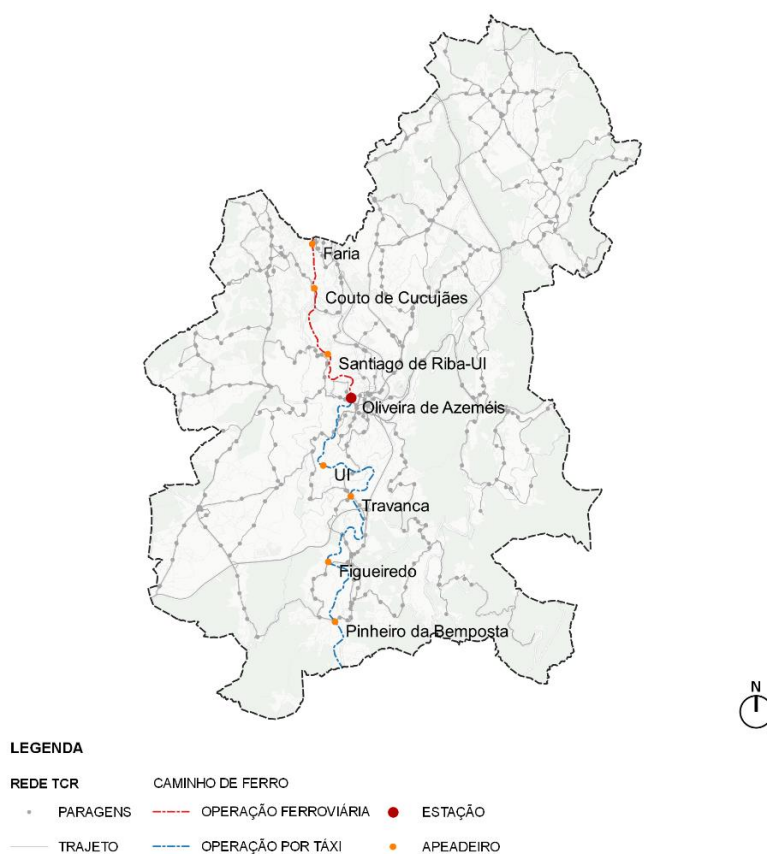 Faria
Couto de Cucujães
Santiago de Riba-Ul
Oliveira de Azeméis
Ul
Travanca
Figueiredo
Pinheiro da Bemposta
N
LEGENDA
REDE TCR CAMINHO DE FERRO
PARAGENS OPERAÇÃO FERROVIÁRIA ESTAÇÃO
TRAJETO OPERAÇÃO POR TÁXI APEADEIRO